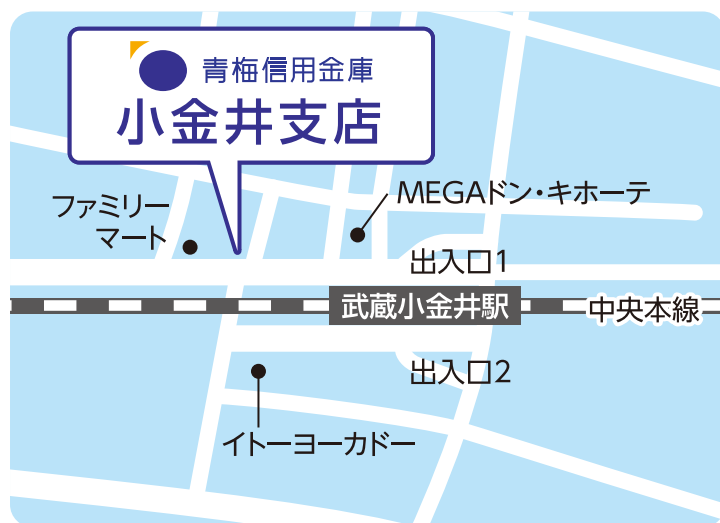 青梅信用金庫
小金井支店
ファミリー
マート
MEGAドン・キホーテ
出入口1
武蔵小金井駅
中央本線
出入口2
イトーヨーカドー